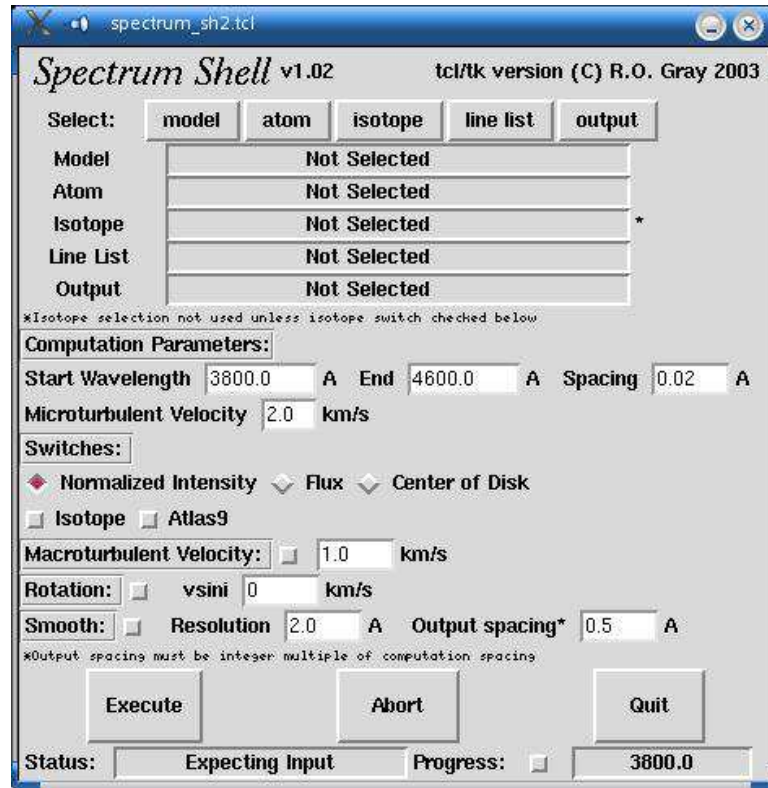 spectrum_sh2.tcl
Spectrum Shell v1.02 tcl/tk version (C) R.O. Gray 2003
Select: model atom isotope line list output
Model Not Selected
Atom Not Selected
Isotope Not Selected *
Line List Not Selected
Output Not Selected
*Isotope selection not used unless isotope switch checked below
Computation Parameters:
Start Wavelength 3800.0 A End 4600.0 A Spacing 0.02 A
Microturbulent Velocity 2.0 km/s
Switches:
Normalized Intensity Flux Center of Disk
Isotope Atlas9
Macroturbulent Velocity: 1.0 km/s
Rotation: vsini 0 km/s
Smooth: Resolution 2.0 A Output spacing* 0.5 A
*Output spacing must be integer multiple of computation spacing
Execute Abort Quit
Status: Expecting Input Progress: 3800.0